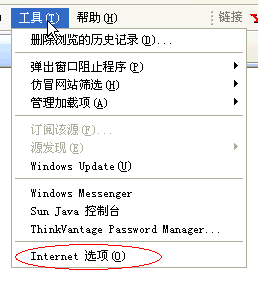 工具(T) 帮助(H) 链接
删除浏览的历史记录(D)...
弹出窗口阻止程序(P)
仿冒网站筛选(H)
管理加载项(A)
订阅该源(F)...
源发现(E)
Windows Update(U)
Windows Messenger
Sun Java 控制台
ThinkVantage Password Manager...
Internet 选项(O)